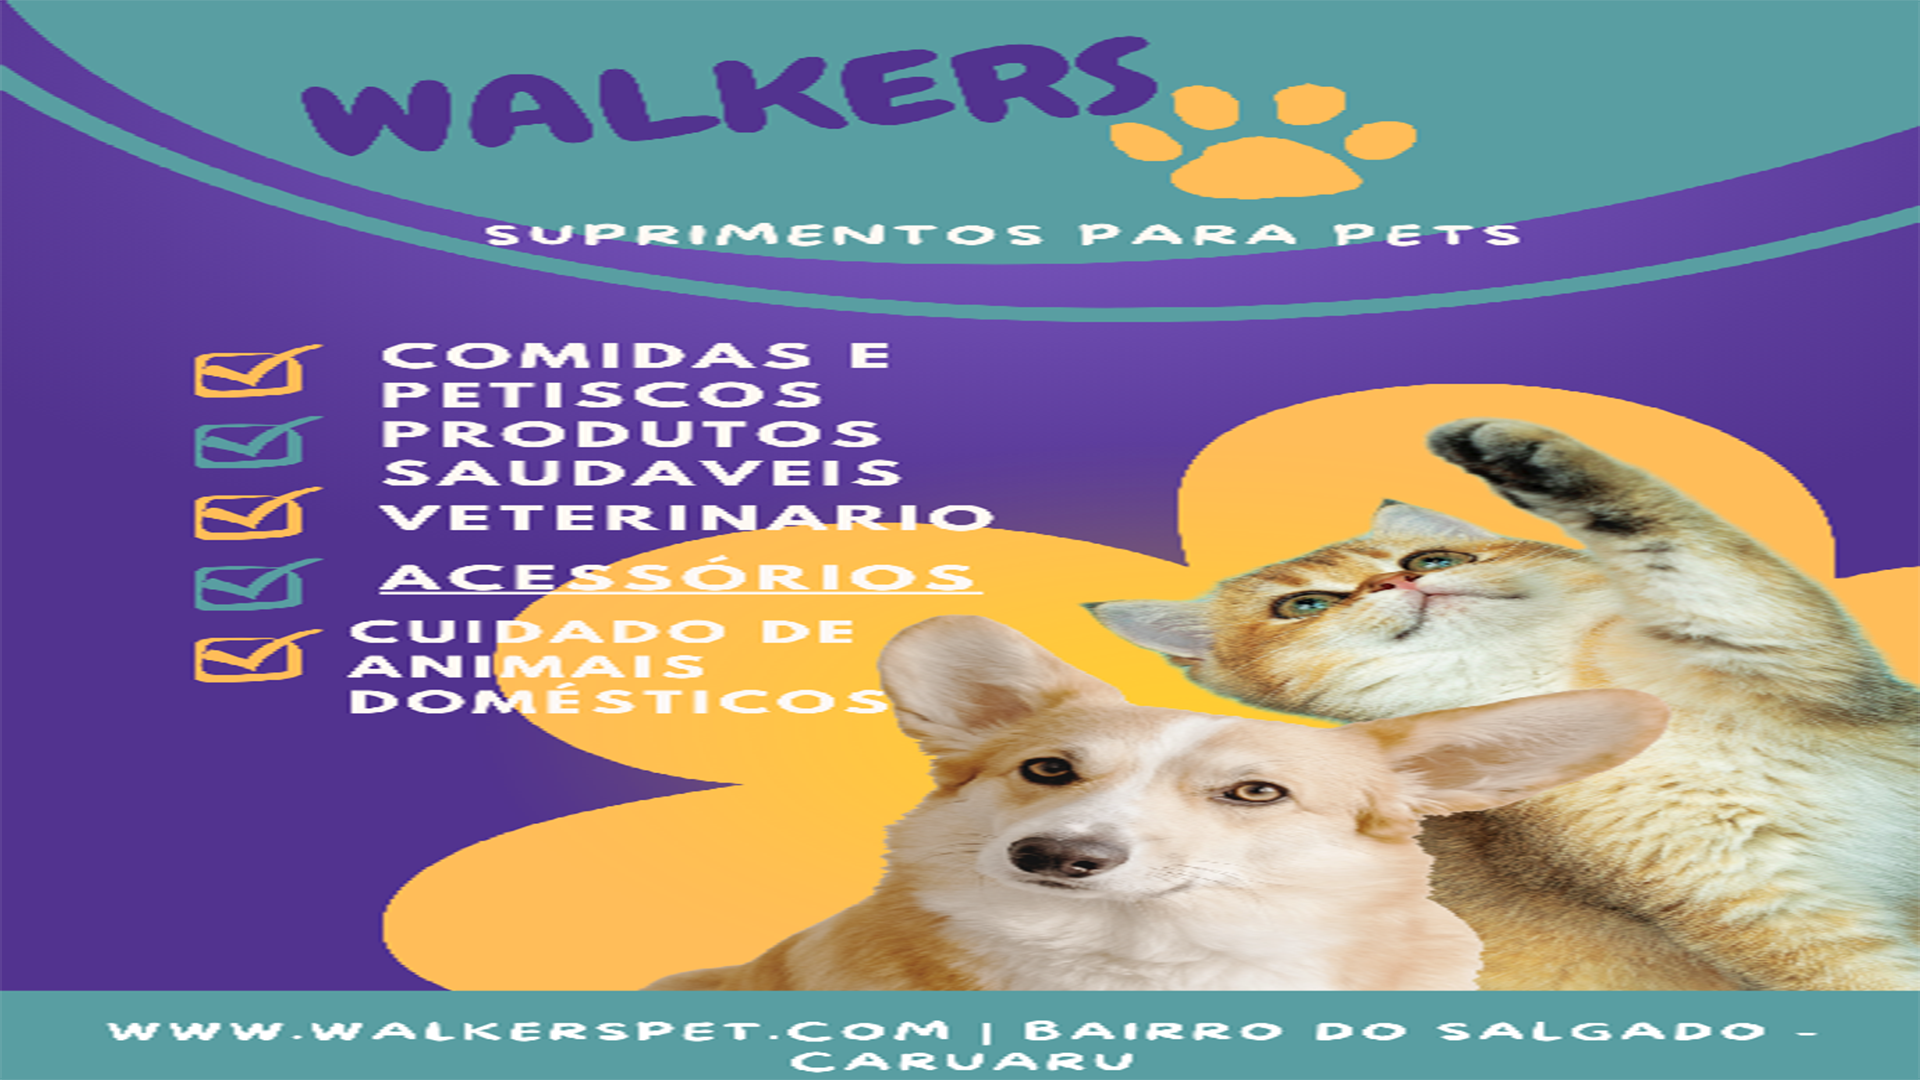 WALKERS
SUPRIMENTOS PARA PETS
COMIDAS E
PETISCOS
PRODUTOS
SAUDAVEIS
VETERINARIO
ACESSÓRIOS
CUIDADO DE
ANIMAIS
DOMÉSTICOS
WWW.WALKERSPET.COM | BAIRRO DO SALGADO -
CARUARU